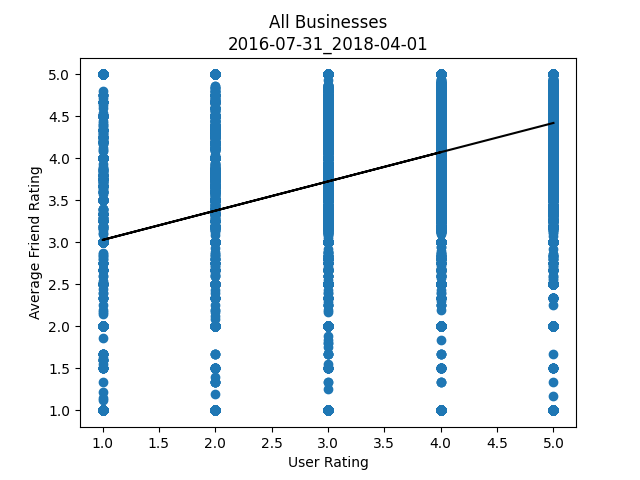 All Businesses
2016-07-31_2018-04-01
5.0
4.5
4.0
3.5
3.0
2.5
2.0
1.5
1.0
Average Friend Rating
1.0 1.5 2.0 2.5 3.0 3.5 4.0 4.5 5.0
User Rating